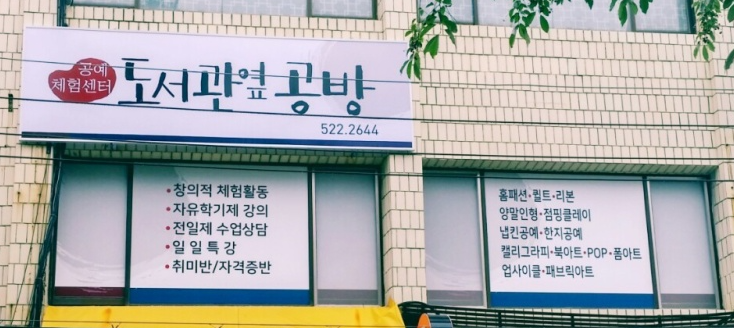 공예
체험센터
도서관옆공방
522.2644
•창의적 체험활동
•자유학기제 강의
•전일제 수업상담
•일 일 특 강
•취미반/자격증반
홈패션•퀼트•리본
양말인형•점핑클레이
냅킨공예•한지공예
캘리그라피•북아트•POP•폼아트
업사이클•패브릭아트